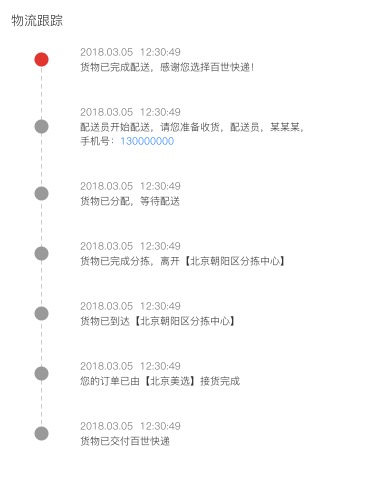 物流跟踪
2018.03.05 12:30:49
货物已完成配送，感谢您选择百世快递！
2018.03.05 12:30:49
配送员开始配送，请您准备收货，配送员，某某某，
手机号：130000000
2018.03.05 12:30:49
货物已分配，等待配送
2018.03.05 12:30:49
货物已完成分拣，离开【北京朝阳区分拣中心】
2018.03.05 12:30:49
货物已到达【北京朝阳区分拣中心】
2018.03.05 12:30:49
您的订单已由【北京美选】接货完成
2018.03.05 12:30:49
货物已交付百世快递